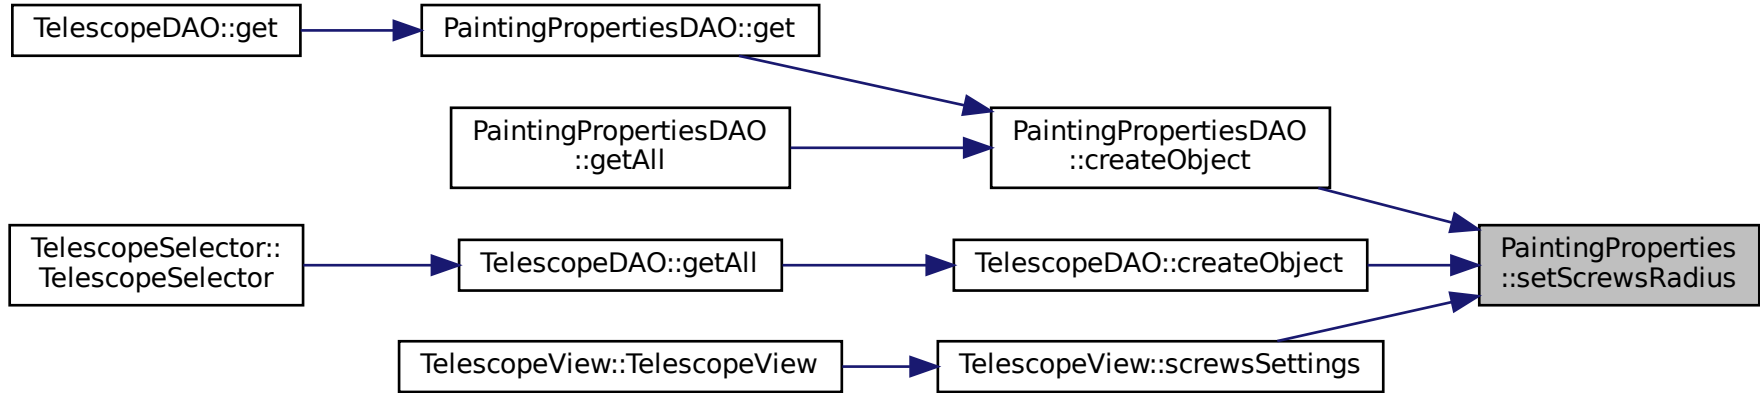 TelescopeDAO::get
PaintingPropertiesDAO::get
PaintingPropertiesDAO
::getAll
PaintingPropertiesDAO
::createObject
TelescopeSelector::
TelescopeSelector
TelescopeDAO::getAll
TelescopeDAO::createObject
PaintingProperties
::setScrewsRadius
TelescopeView::TelescopeView
TelescopeView::screwsSettings